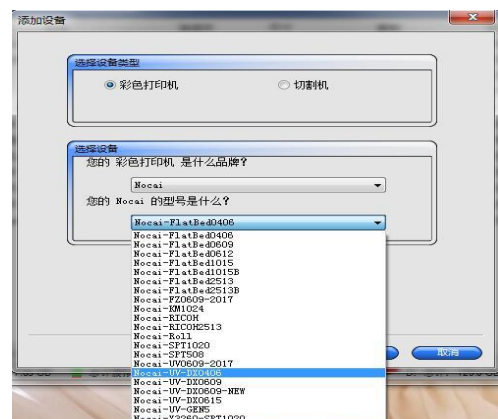 添加设备
选择设备类型
彩色打印机
切割机
选择设备
您的 彩色打印机 是什么品牌?
Nocai
您的 Nocai 的型号是什么?
Nocai-FlatBed0406
Nocai-FlatBed0406
Nocai-FlatBed0609
Nocai-FlatBed0612
Nocai-FlatBed1015
Nocai-FlatBed1015B
Nocai-FlatBed2513
Nocai-FlatBed2513B
Nocai-FZ0609-2017
Nocai-KM1024
Nocai-RICOH
Nocai-RICOH2513
Nocai-Roll
Nocai-SPT1020
Nocai-SPT508
Nocai-UV0609-2017
Nocai-UV-DX0406
Nocai-UV-DX0609
Nocai-UV-DX0609-NEW
Nocai-UV-DX0615
Nocai-UV-GEN5
取消